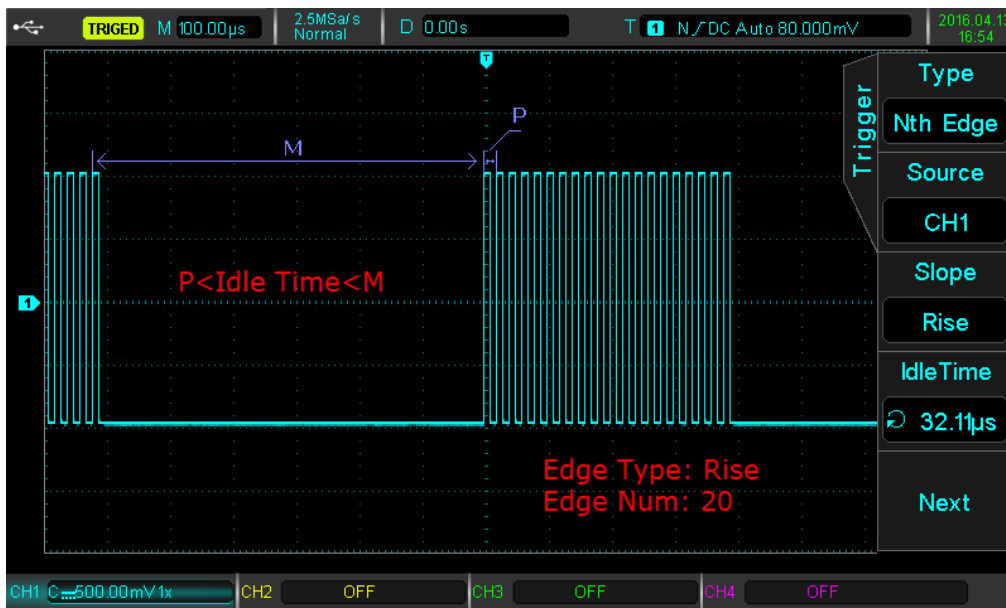 TRIGED M 100.00μs 2.5MSa/s D 0.00s T 1 N DC Auto 80.000mV 2016.04.13
Normal 16:54
T
Trigger
Type
Nth Edge
Source
CH1
Slope
Rise
IdleTime
32.11μs
Next
P
M
P<Idle Time<M
1
Edge Type: Rise
Edge Num: 20
CH1 C 500.00mV 1x CH2 OFF CH3 OFF CH4 OFF